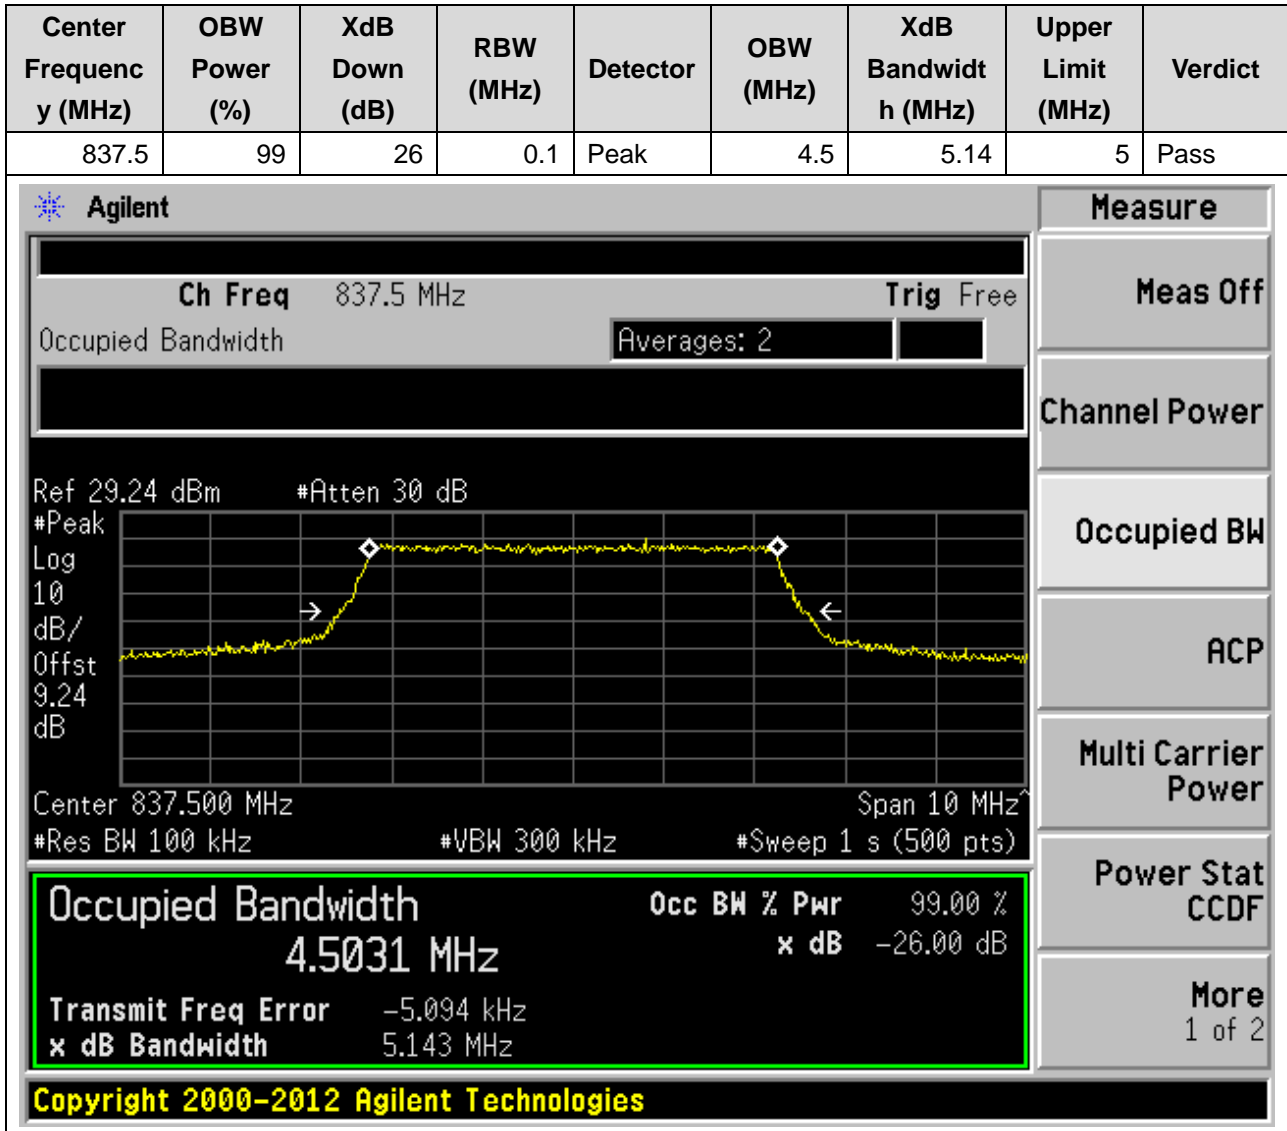 Center Frequenc y (MHz) OBW Power (%) XdB Down (dB) RBW (MHz) Detector OBW (MHz) XdB Bandwidt h (MHz) Upper Limit (MHz) Verdict
837.5 99 26 0.1 Peak 4.5 5.14 5 Pass
Agilent
Measure
Ch Freq 837.5 MHz Trig Free
Occupied Bandwidth Averages: 2
Meas Off
Channel Power
Occupied BW
ACP
Multi Carrier
Power
Power Stat
CCDF
More
1 of 2
Ref 29.24 dBm #Atten 30 dB
#Peak
Log
10
dB/
Offst
9.24
dB
Center 837.500 MHz Span 10 MHz^
#Res BW 100 kHz #VBW 300 kHz #Sweep 1 s (500 pts)
Occupied Bandwidth Occ BW % Pwr 99.00 %
4.5031 MHz x dB -26.00 dB
Transmit Freq Error -5.094 kHz
x dB Bandwidth 5.143 MHz
Copyright 2000-2012 Agilent Technologies